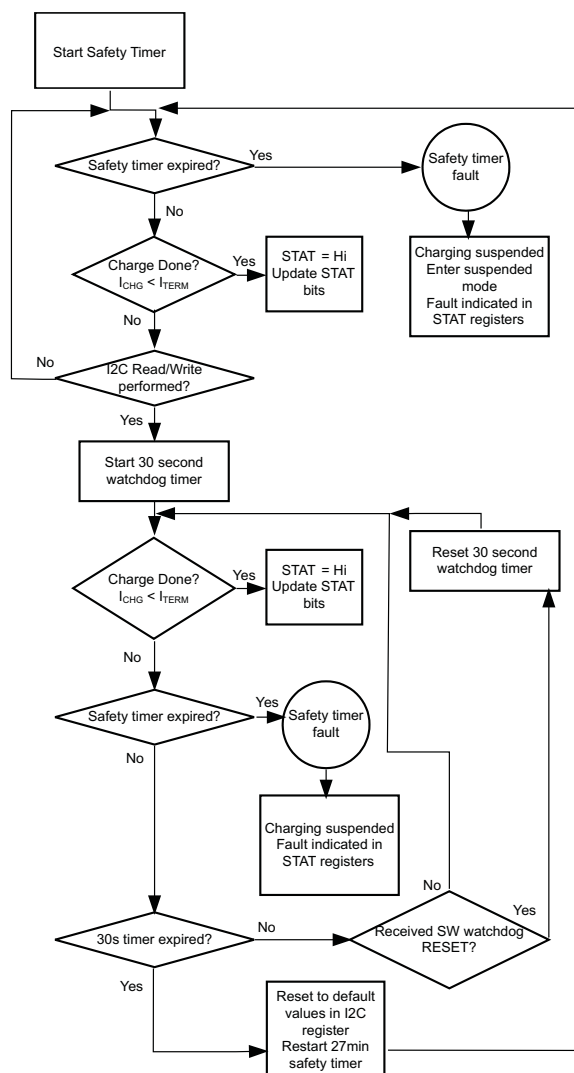 Start Safety Timer
Safety timer expired?
Yes
Safety timer
fault
No
Charging suspended
Enter suspended
mode
Fault indicated in
STAT registers
Charge Done?
ICHG < ITERM
Yes
STAT = Hi
Update STAT
bits
No
No
I2C Read/Write
performed?
Yes
Start 30 second
watchdog timer
Reset 30 second
watchdog timer
Charge Done?
ICHG < ITERM
Yes
STAT = Hi
Update STAT
bits
No
Safety timer expired?
Yes
Safety timer
fault
No
Charging suspended
Fault indicated in
STAT registers
No
Yes
30s timer expired?
No
Received SW watchdog
RESET?
Yes
Reset to default
values in I2C
register
Restart 27min
safety timer